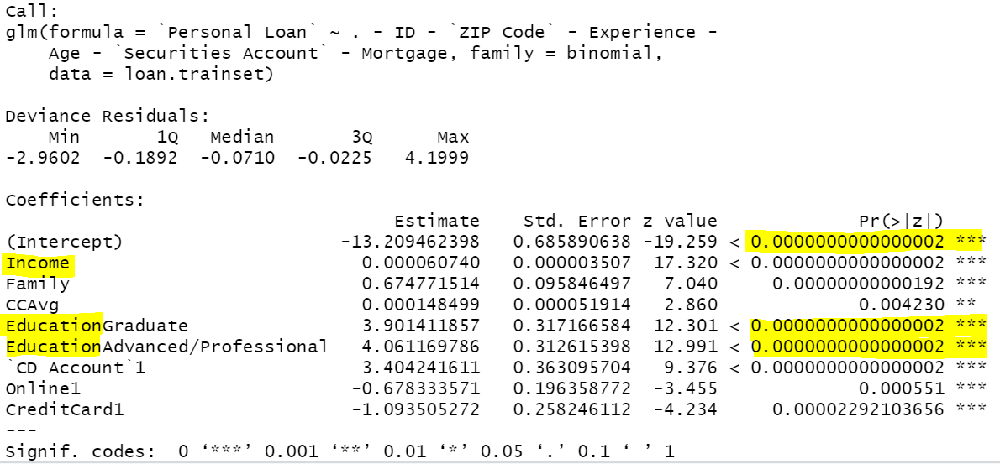 Call:
glm(formula = `Personal Loan` ~ . - ID - `ZIP Code` - Experience -
    Age - `Securities Account` - Mortgage, family = binomial,
    data = loan.trainset)

Deviance Residuals:
    Min       1Q   Median       3Q      Max
-2.9602  -0.1892  -0.0710  -0.0225   4.1999

Coefficients:
                                   Estimate    Std. Error z value             Pr(>|z|)
(Intercept)                   -13.209462398   0.685890638 -19.259 < 0.0000000000000002 ***
Income                          0.000060740   0.000003507  17.320 < 0.0000000000000002 ***
Family                          0.674771514   0.095846497   7.040     0.00000000000192 ***
CCAvg                           0.000148499   0.000051914   2.860             0.004230 **
EducationGraduate               3.901411857   0.317166584  12.301 < 0.0000000000000002 ***
EducationAdvanced/Professional  4.061169786   0.312615398  12.991 < 0.0000000000000002 ***
`CD Account`1                   3.404241611   0.363095704   9.376 < 0.0000000000000002 ***
Online1                        -0.678333571   0.196358772  -3.455             0.000551 ***
CreditCard1                    -1.093505272   0.258246112  -4.234     0.00002292103656 ***
---
Signif. codes:  0 ‘***’ 0.001 ‘**’ 0.01 ‘*’ 0.05 ‘.’ 0.1 ‘ ’ 1